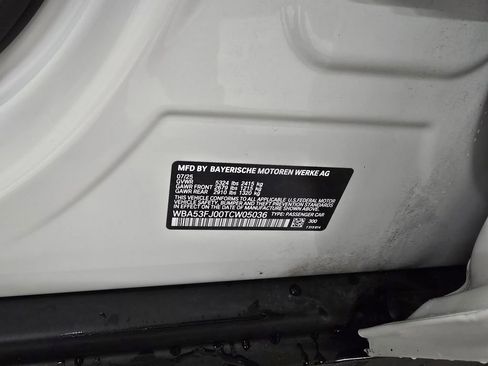 MFD BY BAYERISCHE MOTOREN WERKE AG
07/25
GVWR 5324 lbs 2415 kg
GAWR FRONT 2679 lbs 1215 kg
GAWR REAR 2910 lbs 1320 kg
THIS VEHICLE CONFORMS TO ALL APPLICABLE U.S.FEDERAL MOTOR
VEHICLE SAFETY, BUMPER AND THEFT PREVENTION STANDARDS
IN EFFECT ON THE DATE OF MANUFACTURE SHOWN ABOVE.
WBA53FJ00TCW05036 TYPE: PASSENGER CAR
300